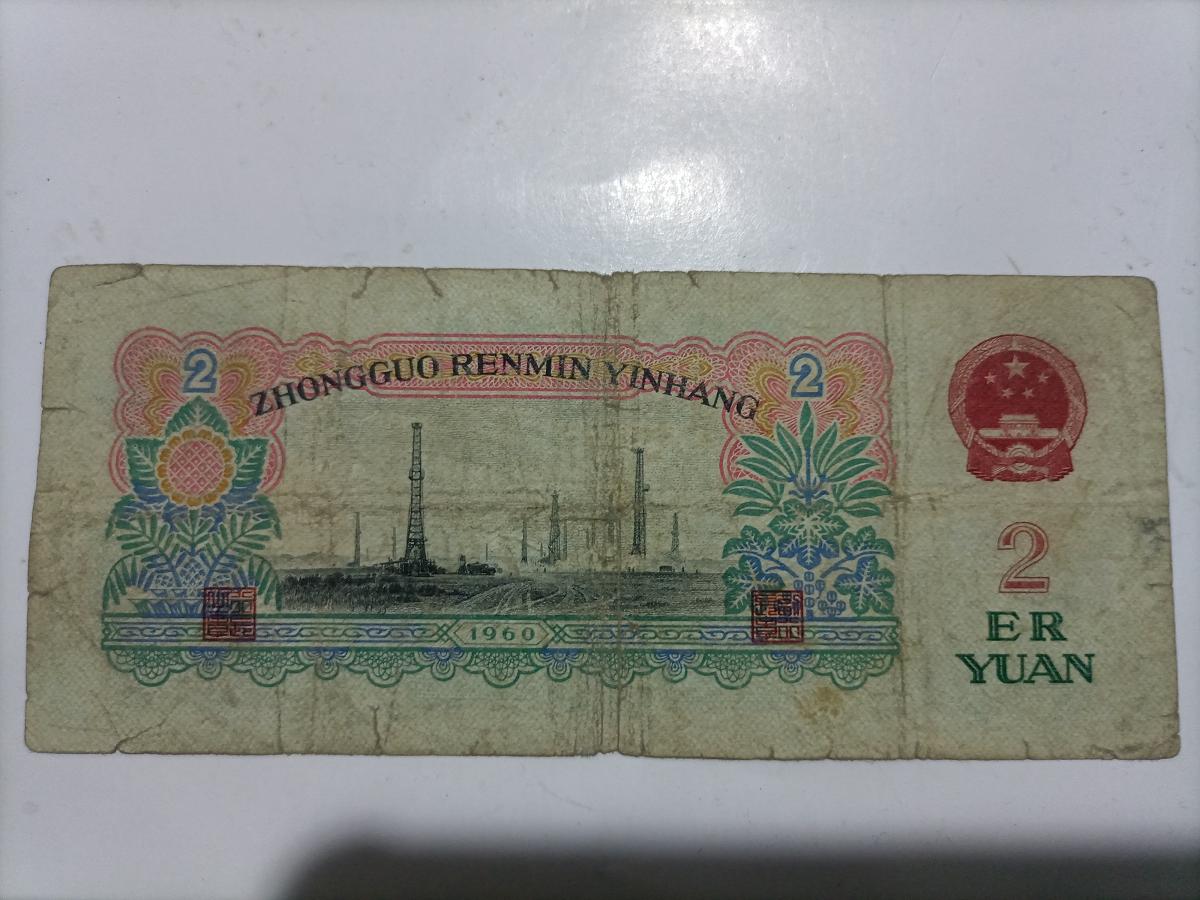 2
ZHONGGUO RENMIN YINHANG
2
2
ER
YUAN
1960